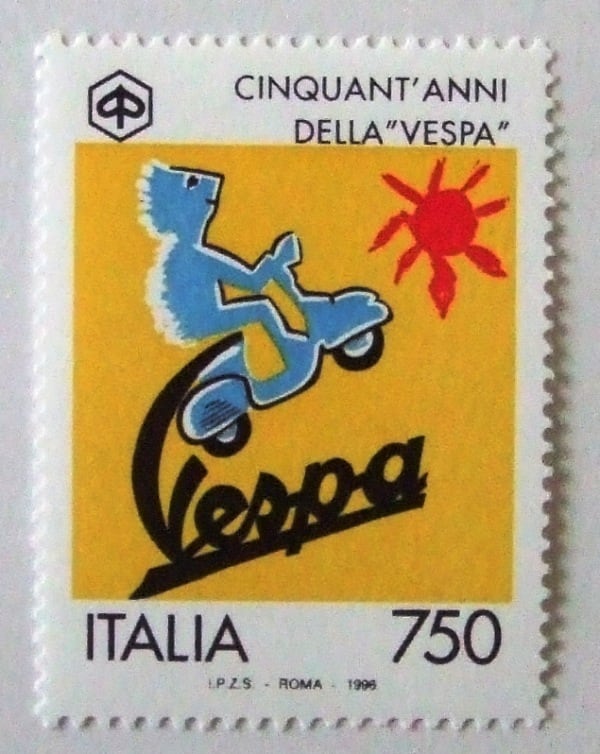 CINQUANT'ANNI
DELLA "VESPA"
Vespa
ITALIA 750
I.P.Z.S. - ROMA - 1996